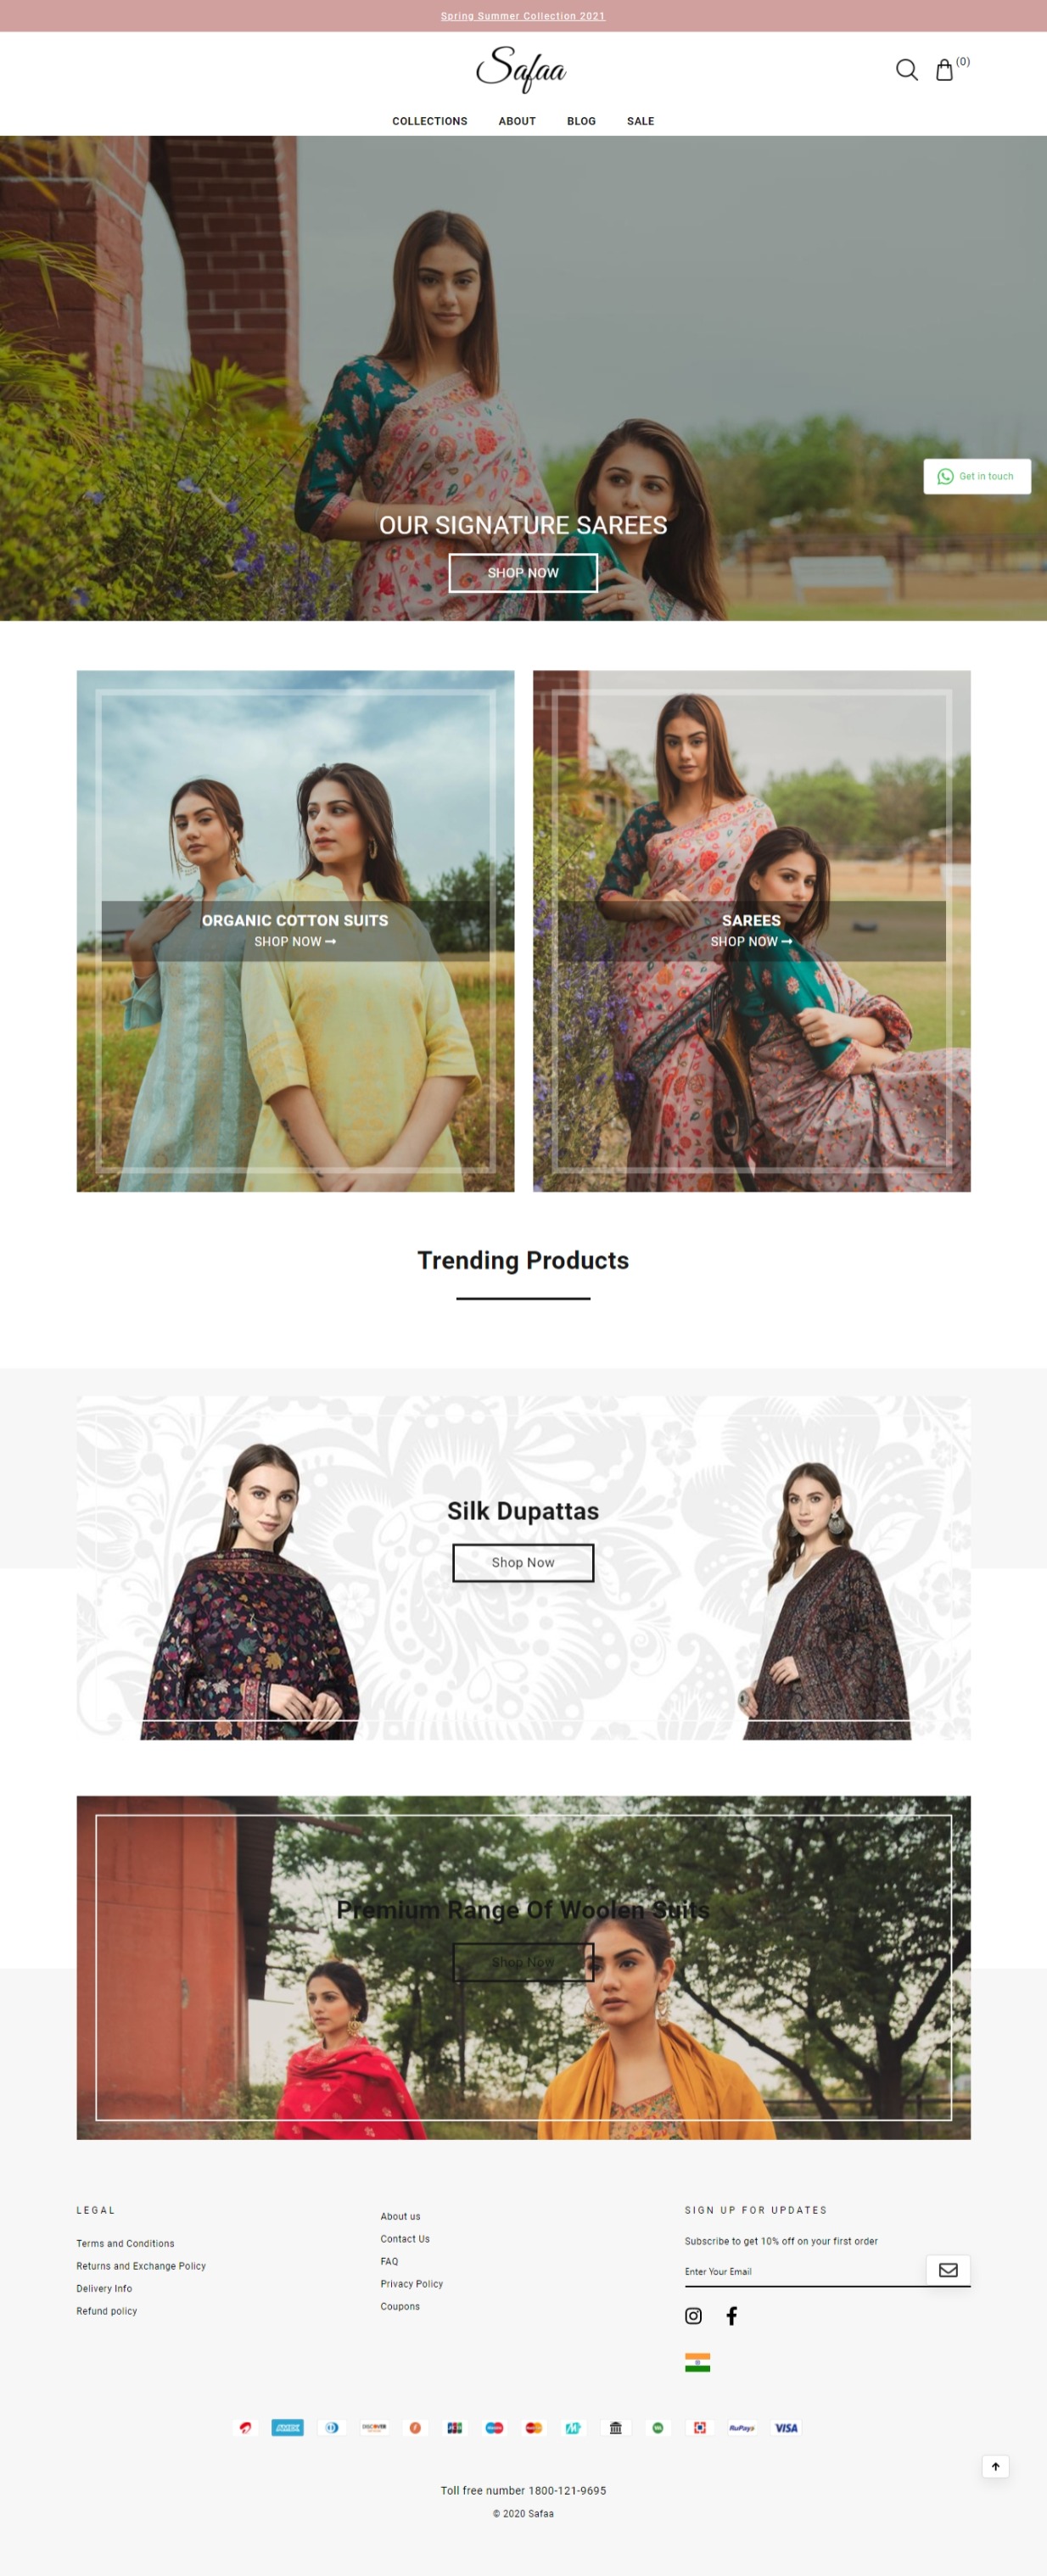 Spring Summer Collection 2021
Safaa
(0)
COLLECTIONS ABOUT BLOG SALE
Get in touch
OUR SIGNATURE SAREES
SHOP NOW
ORGANIC COTTON SUITS
SHOP NOW
SAREES
SHOP NOW
Trending Products
Silk Dupattas
Shop Now
Premium Range Of Woolen Suits
Shop Now
LEGAL
Terms and Conditions
Returns and Exchange Policy
Delivery Info
Refund policy
About us
Contact Us
FAQ
Privacy Policy
Coupons
SIGN UP FOR UPDATES
Subscribe to get 10% off on your first order
Enter Your Email
AMEX DISCOVER JCB RuPay VISA
Toll free number 1800-121-9695
© 2020 Safaa